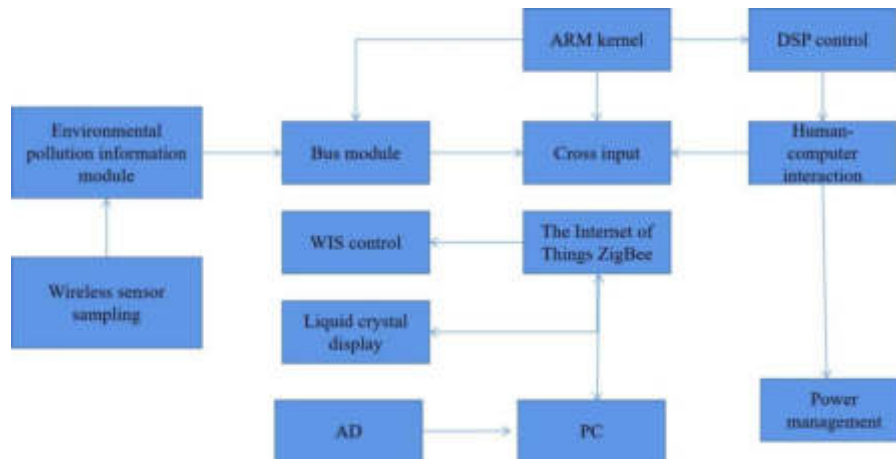 ARM kernel
DSP control
Environmental
pollution information
module
Bus module
Cross input
Human-
computer
interaction
WIS control
The Internet of
Things ZigBee
Wireless sensor
sampling
Liquid crystal
display
Power
management
AD
PC